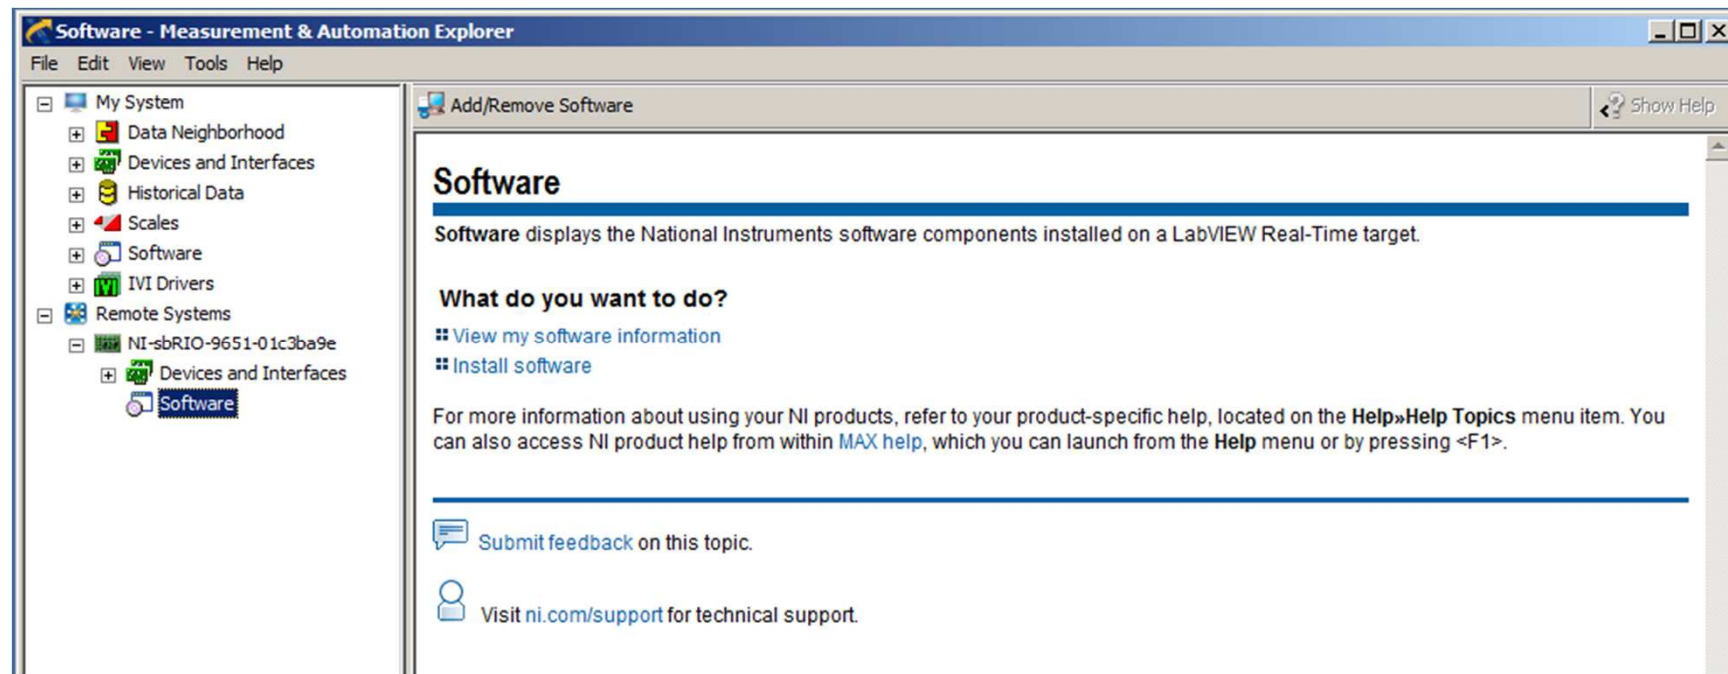 Software - Measurement & Automation Explorer
File Edit View Tools Help
My System
Data Neighborhood
Devices and Interfaces
Historical Data
Scales
Software
IVI Drivers
Remote Systems
NI-sbRIO-9651-01c3ba9e
Devices and Interfaces
Software
Add/Remove Software
Show Help
Software
Software displays the National Instruments software components installed on a LabVIEW Real-Time target.
What do you want to do?
View my software information
Install software
For more information about using your NI products, refer to your product-specific help, located on the Help»Help Topics menu item. You
can also access NI product help from within MAX help, which you can launch from the Help menu or by pressing <F1>.
Submit feedback on this topic.
Visit ni.com/support for technical support.